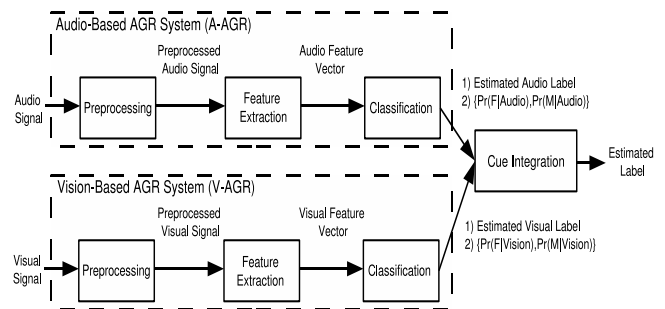 Audio-Based AGR System (A-AGR)
Preprocessed
Audio Signal
Audio Feature
Vector
Audio
Signal
Preprocessing
Feature
Extraction
Classification
1) Estimated Audio Label
2) {Pr(F|Audio),Pr(M|Audio)}
Cue Integration
Estimated
Label
Vision-Based AGR System (V-AGR)
Preprocessed
Visual Signal
Visual Feature
Vector
1) Estimated Visual Label
2) {Pr(F|Vision),Pr(M|Vision)}
Visual
Signal
Preprocessing
Feature
Extraction
Classification